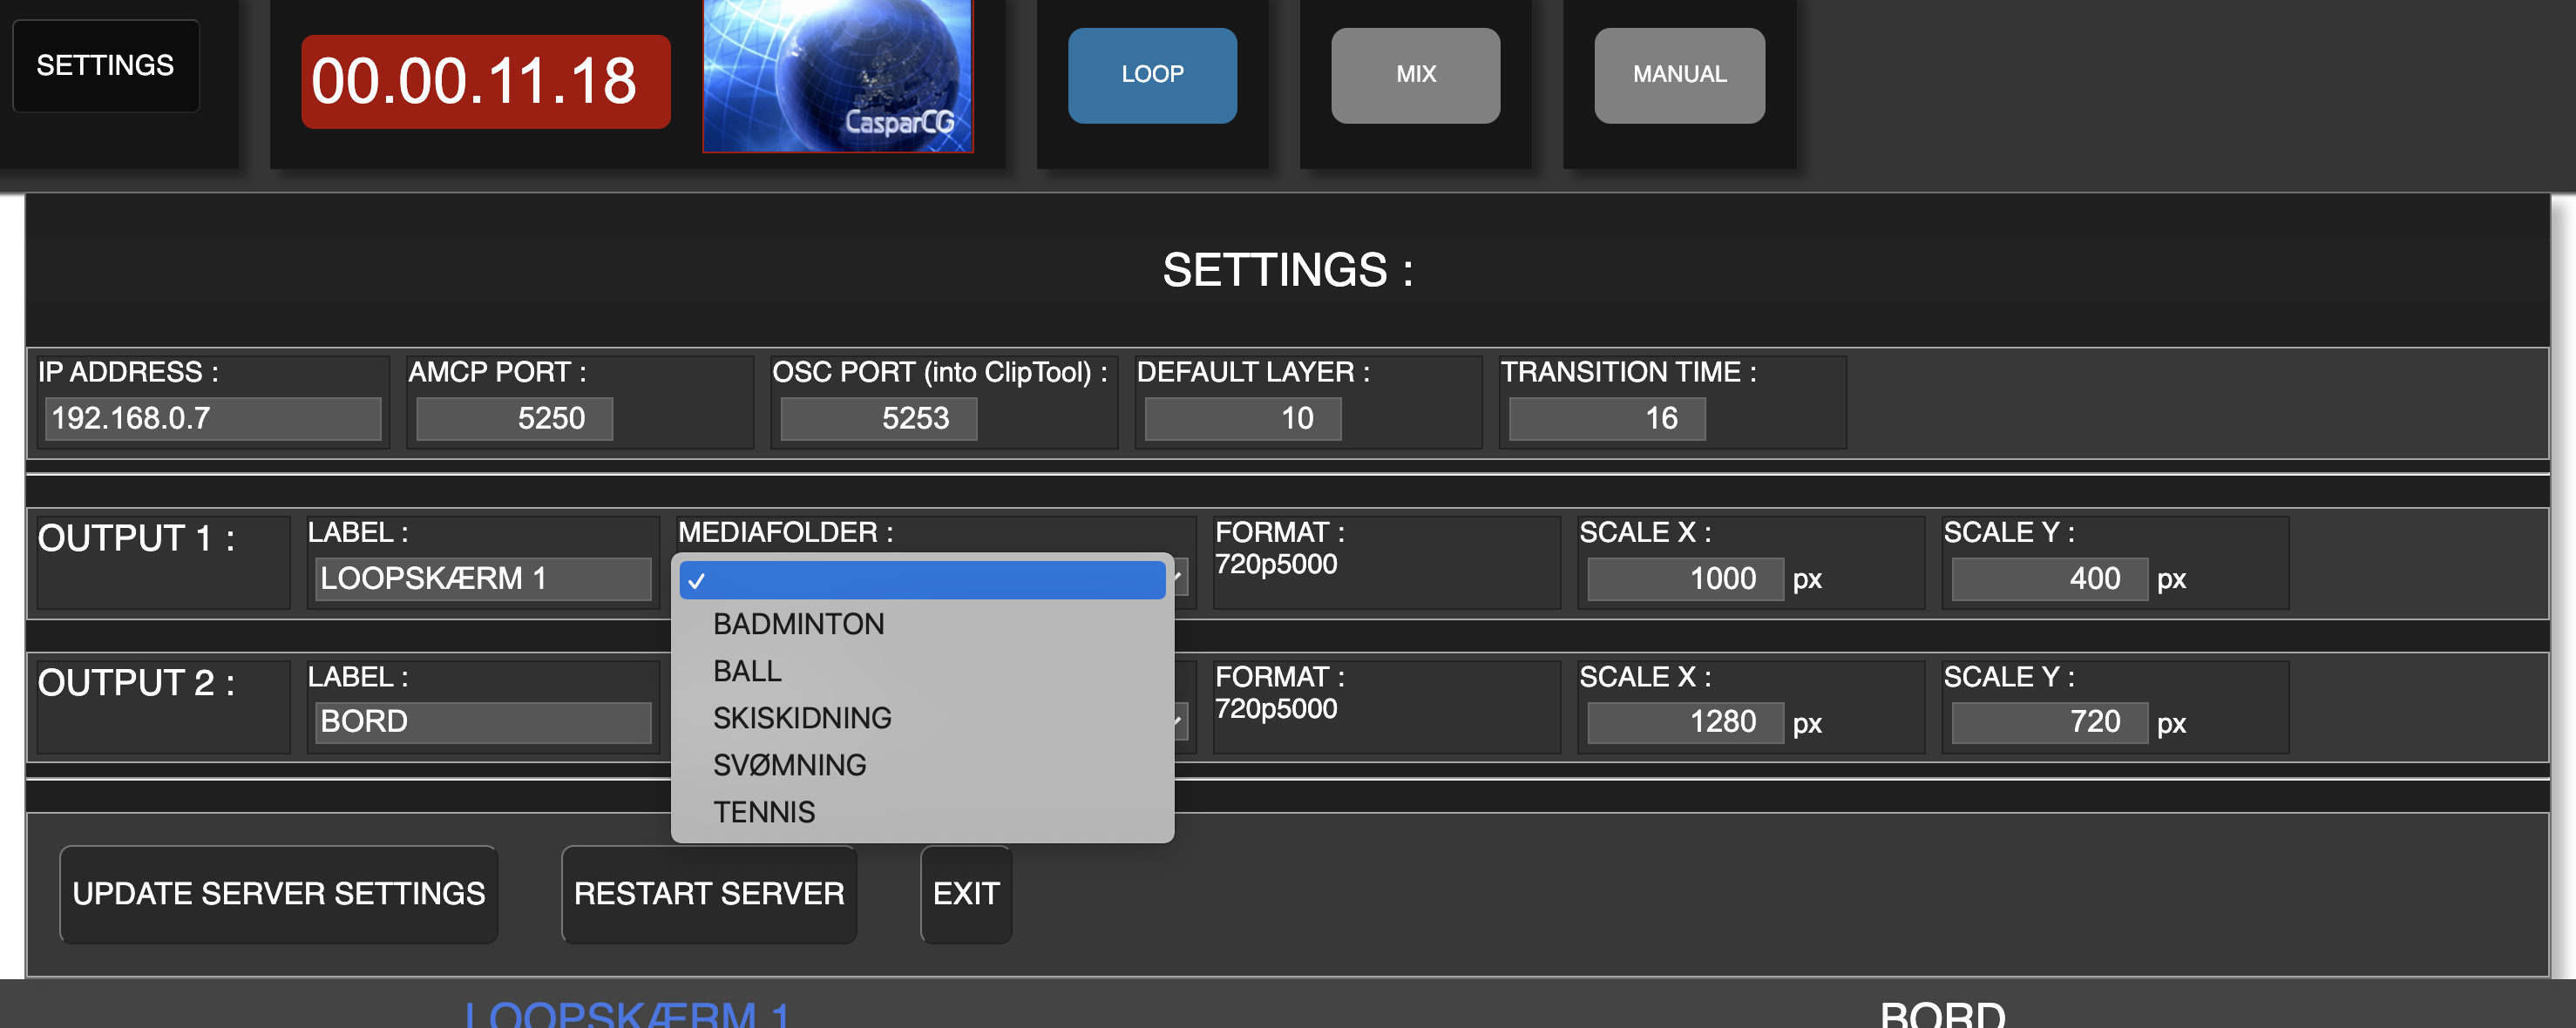 SETTINGS
00.00.11.18
CasparCG
LOOP
MIX
MANUAL
SETTINGS :
IP ADDRESS :
192.168.0.7
AMCP PORT :
5250
OSC PORT (into ClipTool) :
5253
DEFAULT LAYER :
10
TRANSITION TIME :
16
OUTPUT 1 :
LABEL :
LOOPSKÆRM 1
MEDIAFOLDER :
BADMINTON
BALL
SKISKIDNING
SVØMNING
TENNIS
FORMAT :
720p5000
SCALE X :
1000 px
SCALE Y :
400 px
OUTPUT 2 :
LABEL :
BORD
FORMAT :
720p5000
SCALE X :
1280 px
SCALE Y :
720 px
UPDATE SERVER SETTINGS
RESTART SERVER
EXIT
LOOPSKÆRM 1
BORD